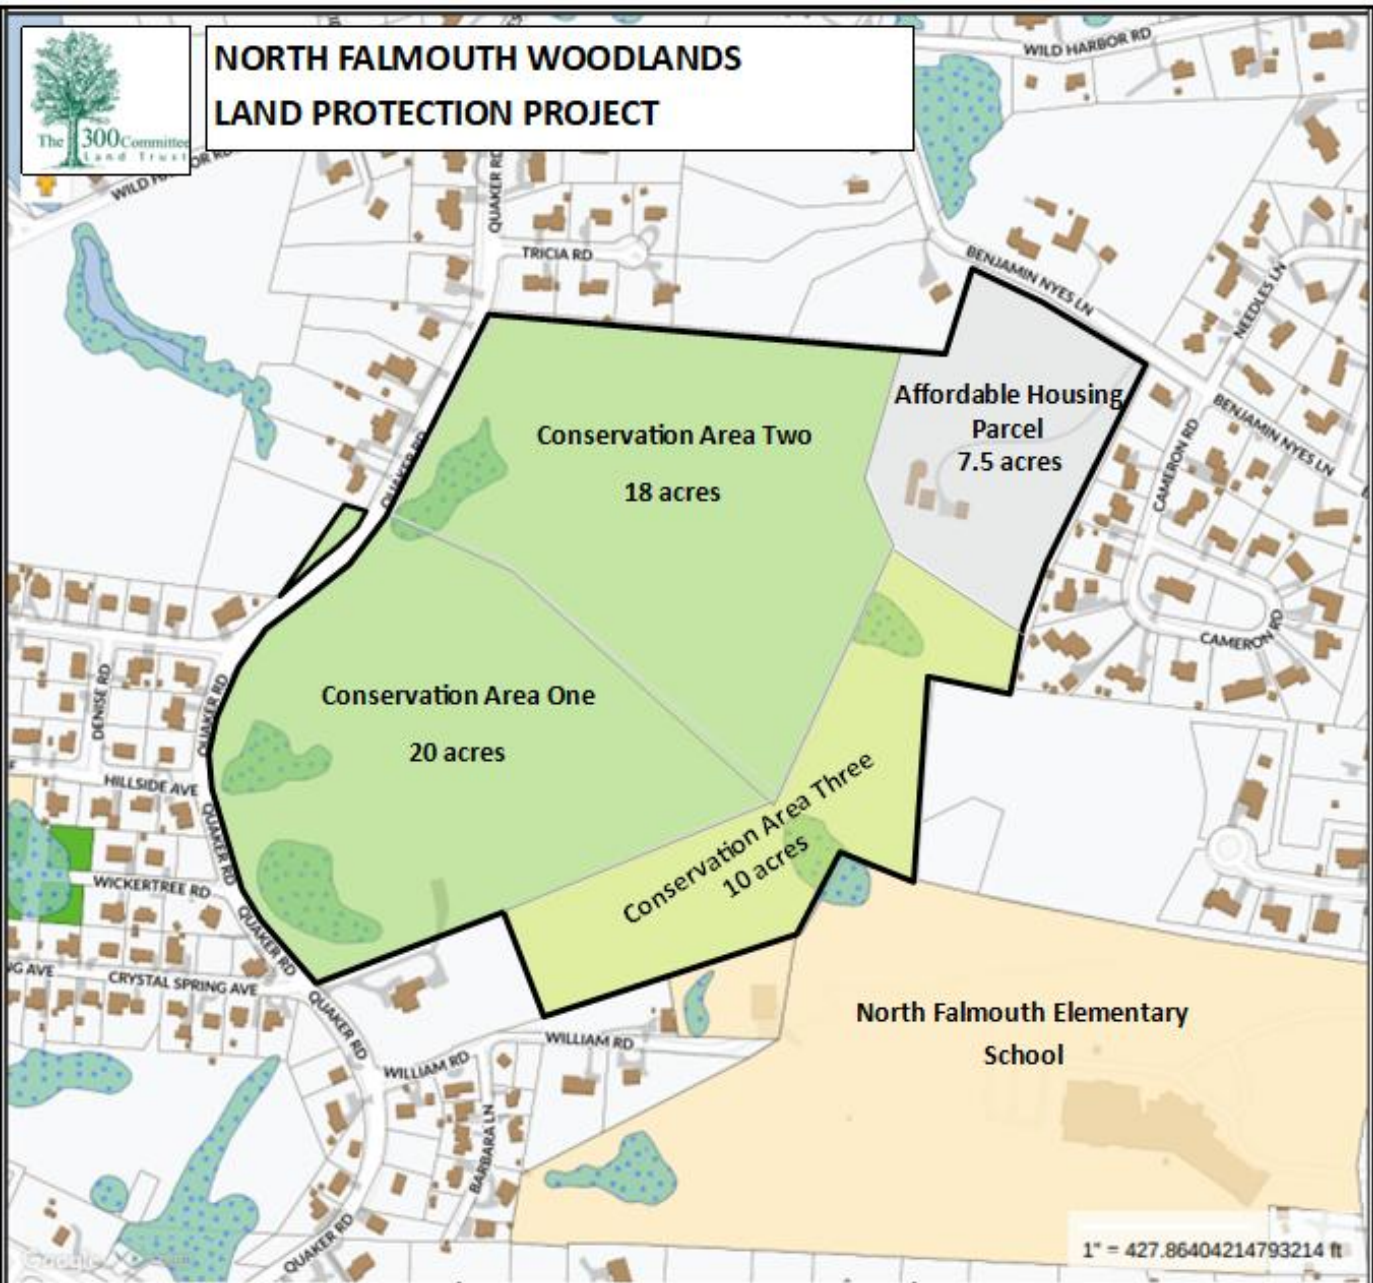 NORTH FALMOUTH WOODLANDS
LAND PROTECTION PROJECT
The 300 Committee
Land Trust
WILD HARBOR RD
QUAKER RD
TRICIA RD
BENJAMIN NYES LN
NEEDLES LN
Affordable Housing
Parcel
7.5 acres
Conservation Area Two
18 acres
QUAKER RD
BENJAMIN NYES LN
CAMERON RD
CAMERON RD
Conservation Area One
20 acres
DENISE RD
QUAKER RD
HILLSIDE AVE
QUAKER RD
Conservation Area Three
10 acres
WICKERTREE RD
QUAKER RD
NG AVE
CRYSTAL SPRING AVE
QUAKER RD
North Falmouth Elementary
School
WILLIAM RD
WILLIAM RD
BARBARA LN
QUAKER RD
Google
1" = 427.86404214793214 ft